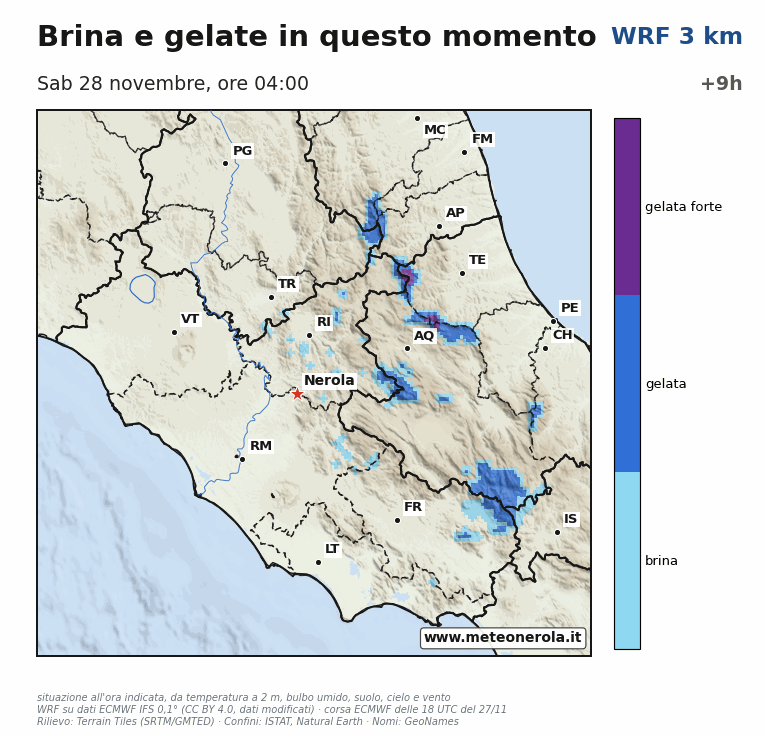 Brina e gelate in questo momento WRF 3 km
Sab 28 novembre, ore 04:00 +9h
MC
FM
PG
AP
TE
TR
PE
VT
RI
AQ
CH
Nerola
RM
FR
IS
LT
www.meteonerola.it
gelata forte
gelata
brina
situazione all'ora indicata, da temperatura a 2 m, bulbo umido, suolo, cielo e vento
WRF su dati ECMWF IFS 0,1° (CC BY 4.0, dati modificati) · corsa ECMWF delle 18 UTC del 27/11
Rilievo: Terrain Tiles (SRTM/GMTED) · Confini: ISTAT, Natural Earth · Nomi: GeoNames